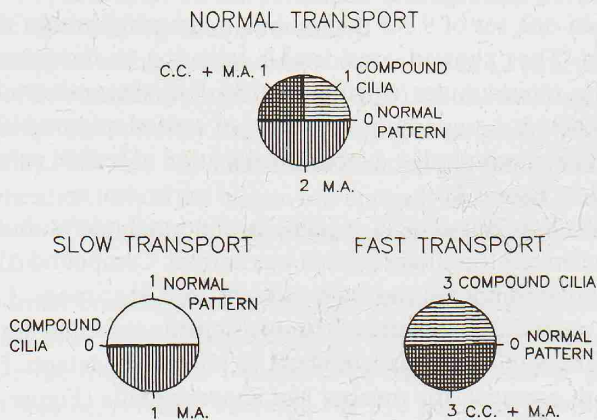 NORMAL TRANSPORT
C.C. + M.A. 1
1 COMPOUND
CILIA
0 NORMAL
PATTERN
2 M.A.
SLOW TRANSPORT
1 NORMAL
PATTERN
COMPOUND
CILIA 0
1 M.A.
FAST TRANSPORT
3 COMPOUND CILIA
0 NORMAL
PATTERN
3 C.C. + M.A.